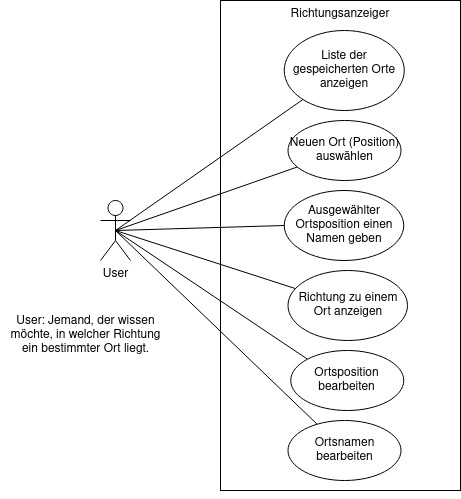 Richtungsanzeiger
Liste der
gespeicherten Orte
anzeigen
Neuen Ort (Position)
auswählen
Ausgewählter
Ortsposition einen
Namen geben
User
Richtung zu einem
Ort anzeigen
User: Jemand, der wissen
möchte, in welcher Richtung
ein bestimmter Ort liegt.
Ortsposition
bearbeiten
Ortsnamen
bearbeiten